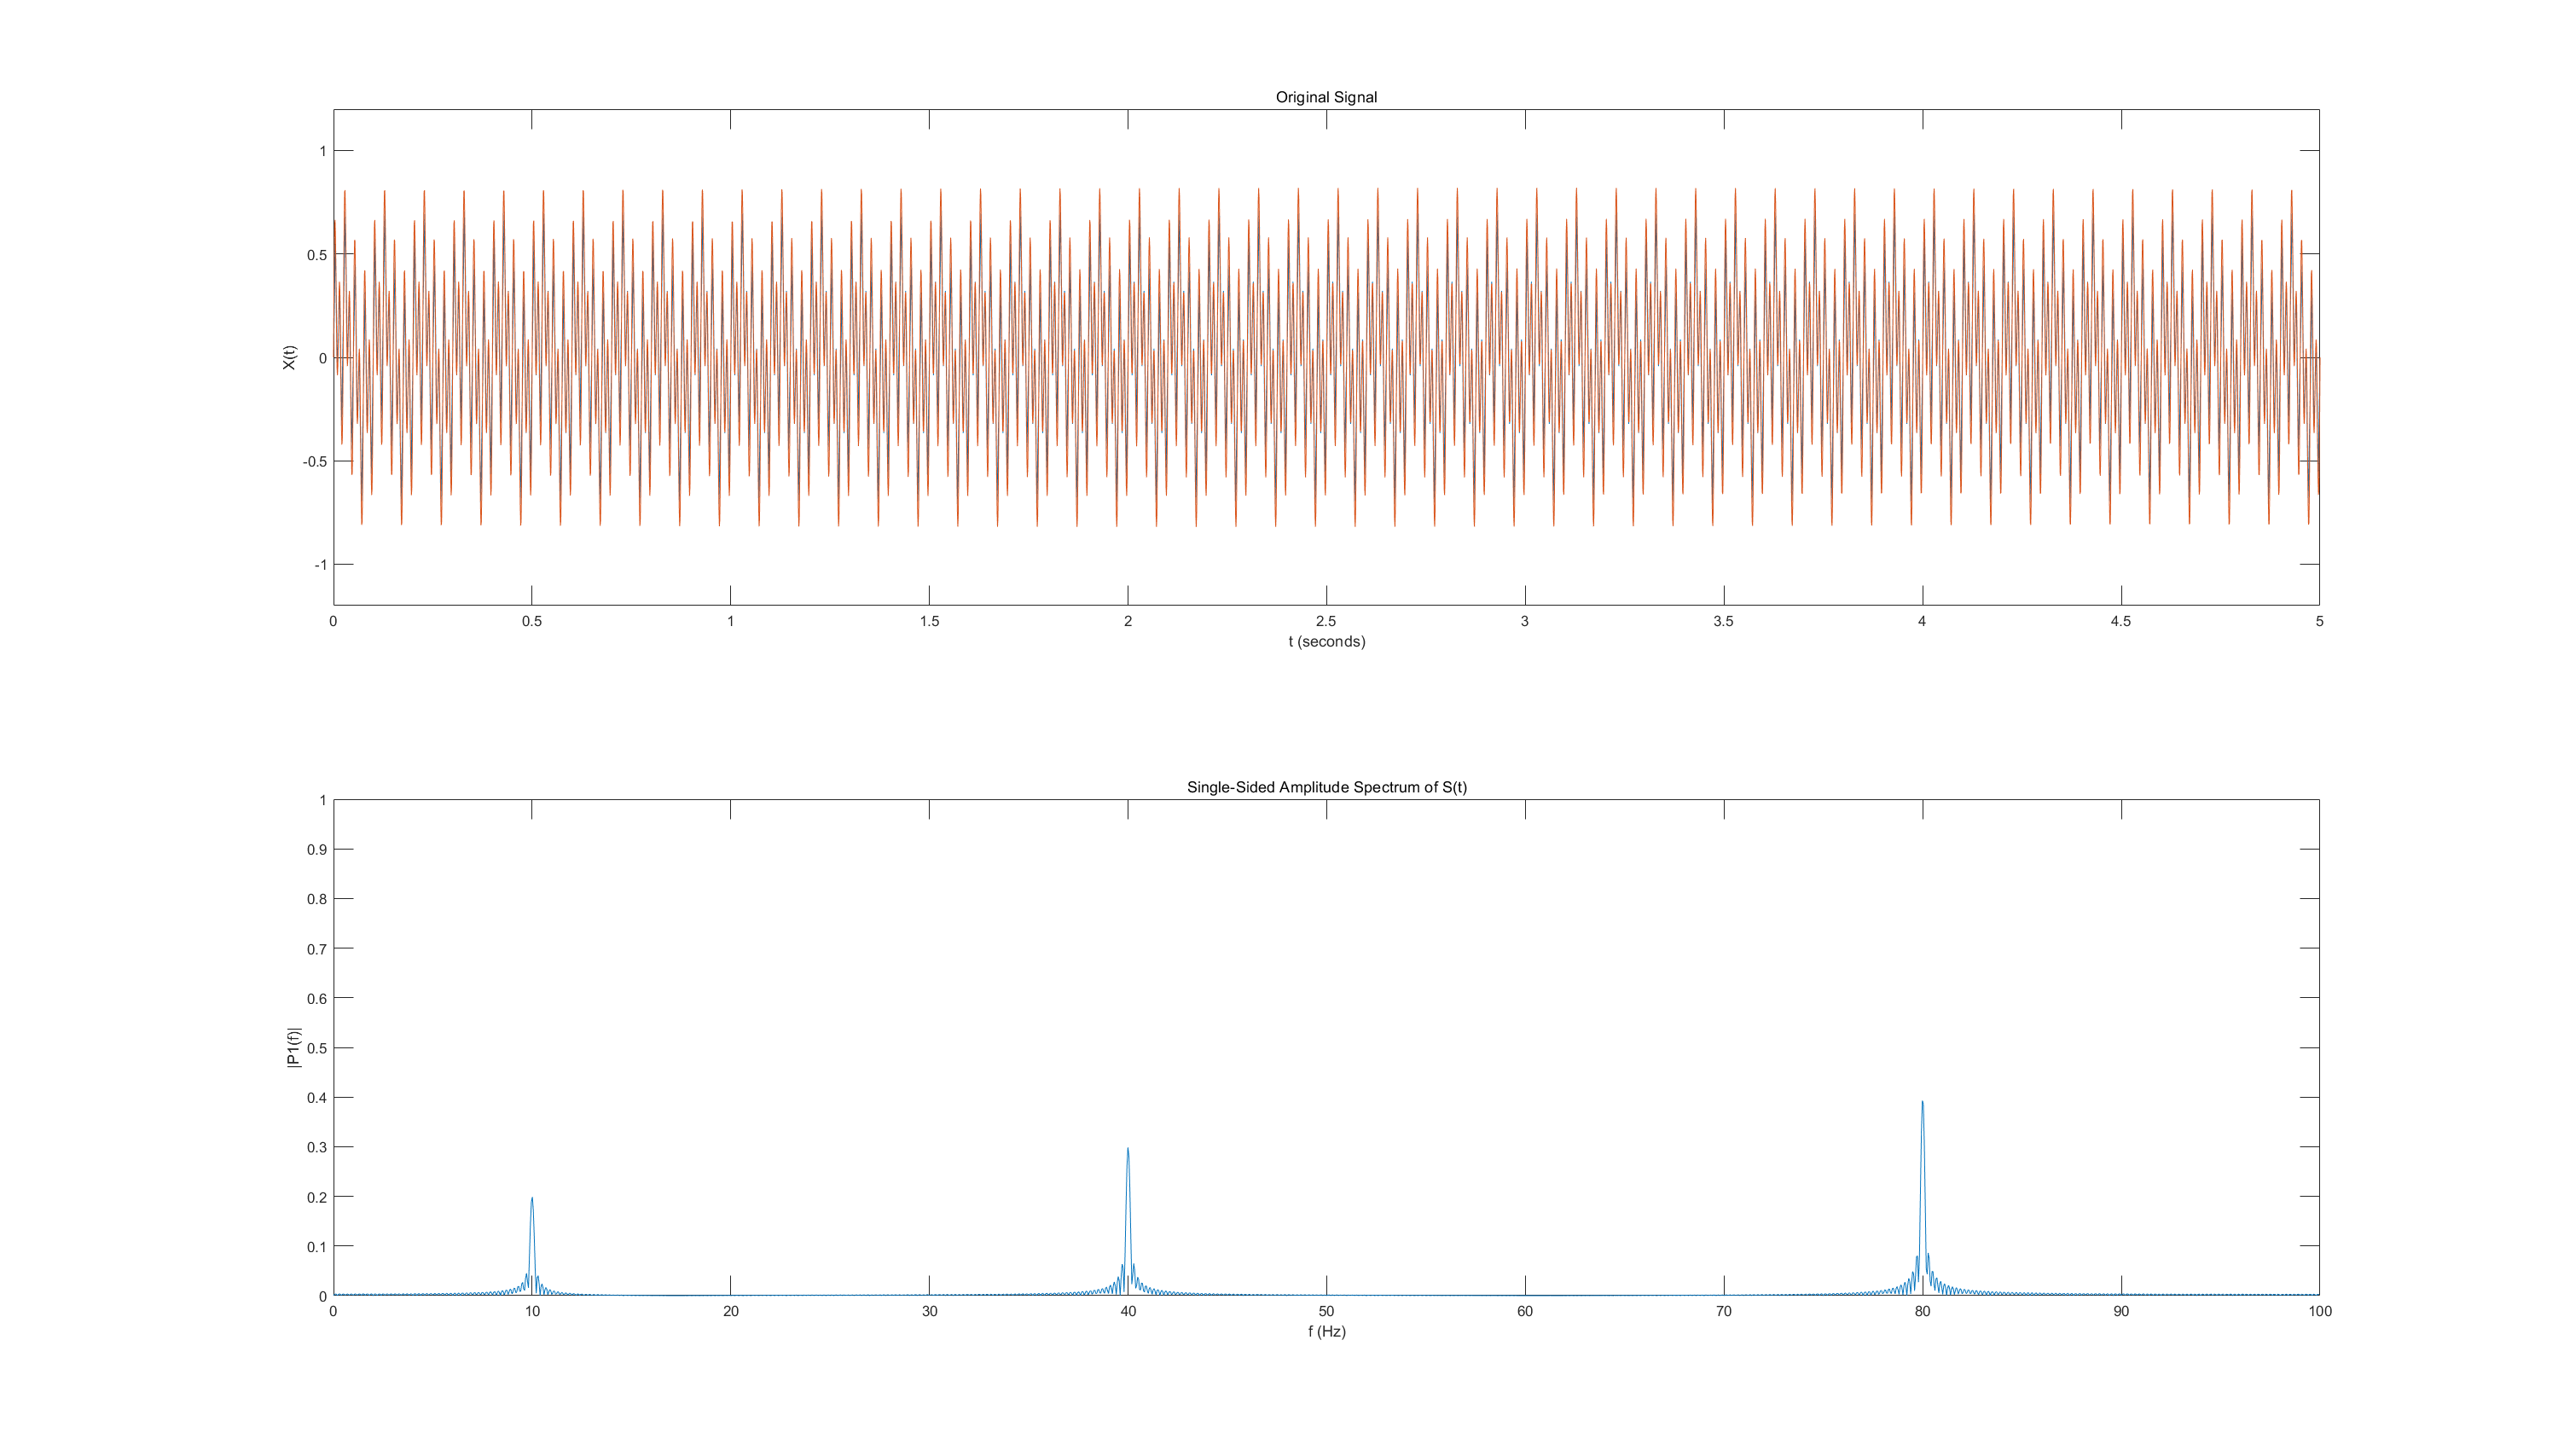 Original Signal
1
0.5
0
-0.5
-1
X(t)
0 0.5 1 1.5 2 2.5 3 3.5 4 4.5 5
t (seconds)
Single-Sided Amplitude Spectrum of S(t)
1
0.9
0.8
0.7
0.6
0.5
0.4
0.3
0.2
0.1
0
|P1(f)|
0 10 20 30 40 50 60 70 80 90 100
f (Hz)